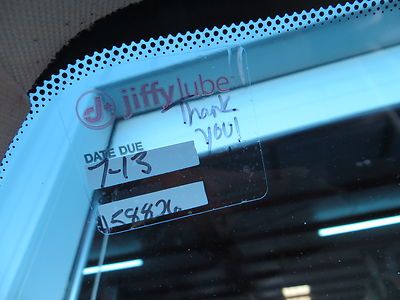 jiffy lube
Thank
you!
DATE DUE
7-13
158826